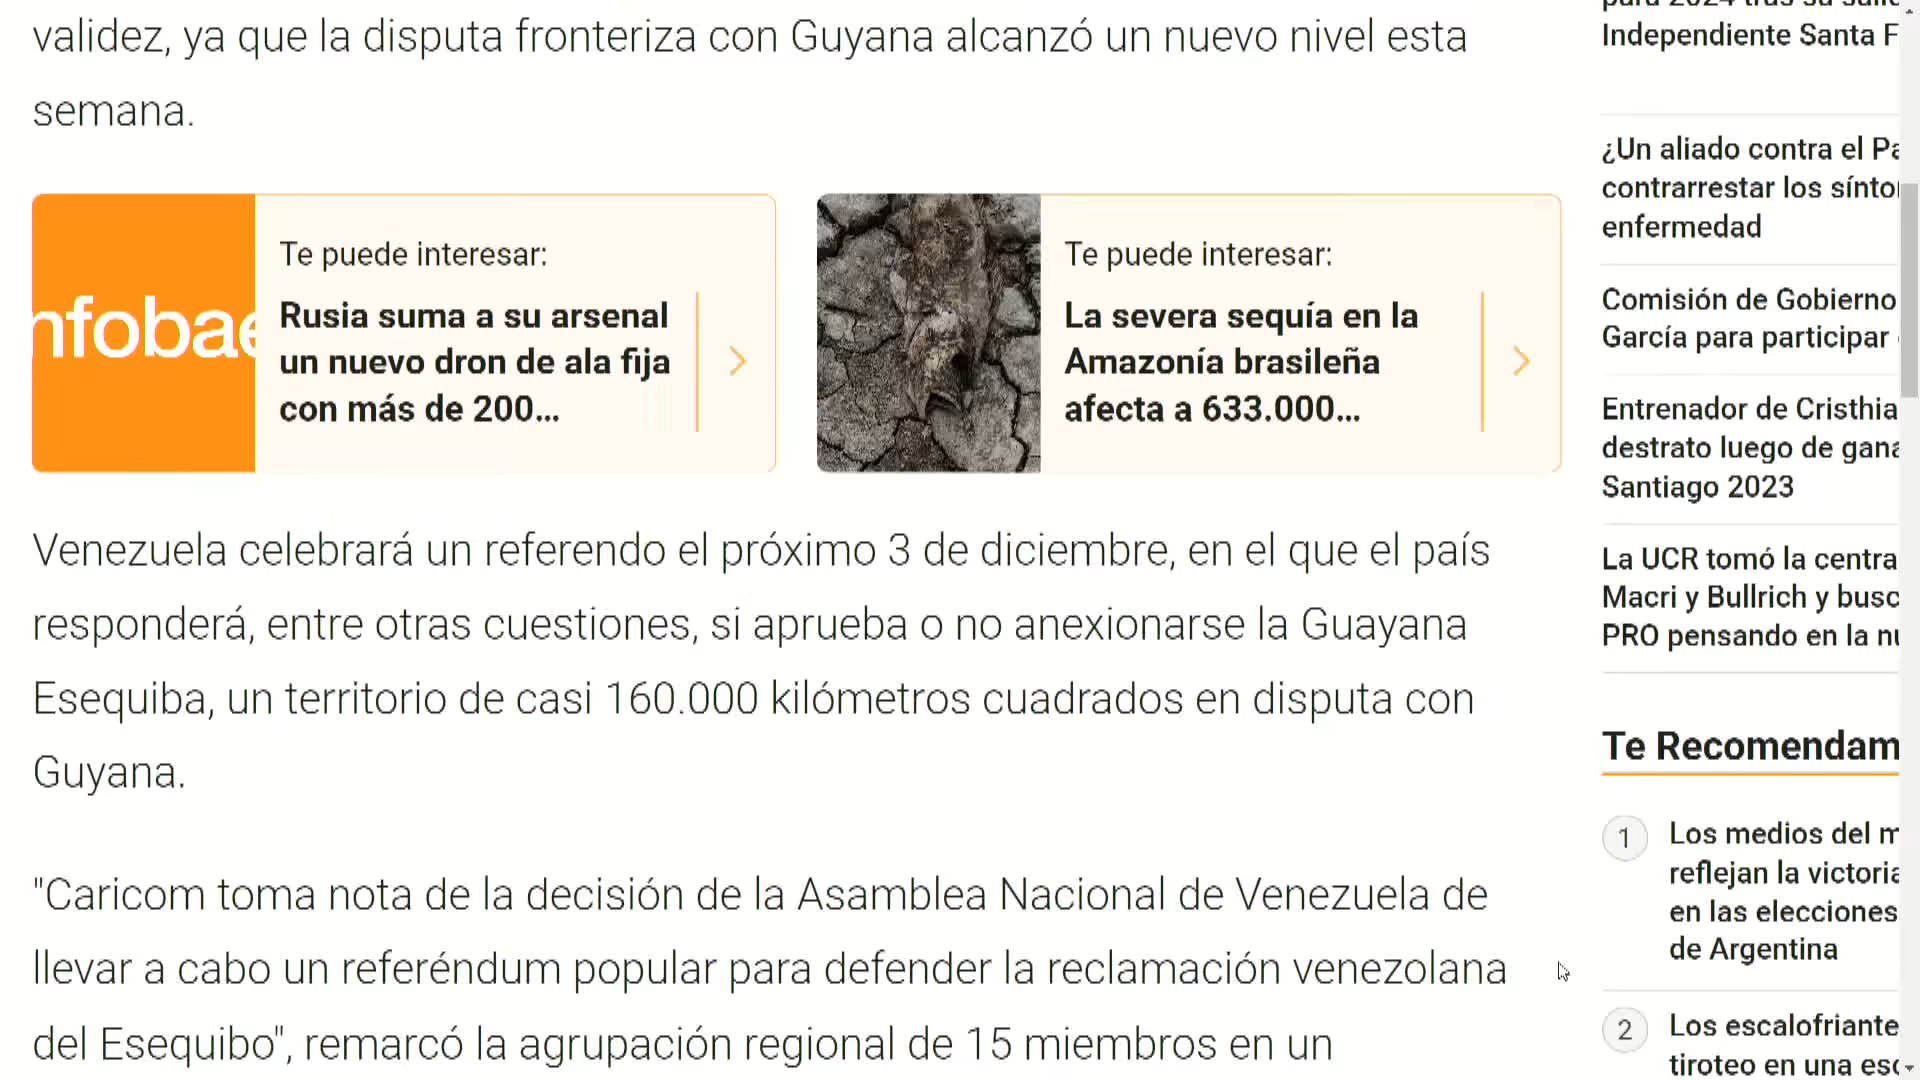 validez, ya que la disputa fronteriza con Guyana alcanzó un nuevo nivel esta
semana.
nfobae
Te puede interesar:
Rusia suma a su arsenal
un nuevo dron de ala fija
con más de 200...
Te puede interesar:
La severa sequía en la
Amazonía brasileña
afecta a 633.000...
Venezuela celebrará un referendo el próximo 3 de diciembre, en el que el país
responderá, entre otras cuestiones, si aprueba o no anexionarse la Guayana
Esequiba, un territorio de casi 160.000 kilómetros cuadrados en disputa con
Guyana.
"Caricom toma nota de la decisión de la Asamblea Nacional de Venezuela de
llevar a cabo un referéndum popular para defender la reclamación venezolana
del Esequibo", remarcó la agrupación regional de 15 miembros en un
para 2024 tras su
Independiente Santa F
¿Un aliado contra el Pa
contrarrestar los sínto
enfermedad
Comisión de Gobierno
García para participar
Entrenador de Cristhia
destrato luego de gana
Santiago 2023
La UCR tomó la centra
Macri y Bullrich y busc
PRO pensando en la nu
Te Recomendam
1
Los medios del m
reflejan la victoria
en las elecciones
de Argentina
2
Los escalofriante
tiroteo en una esc